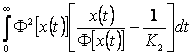 ∫₀^∞ Φ²[x(t)] [ x(t) / Φ[x(t)] − 1 / K₂ ] dt